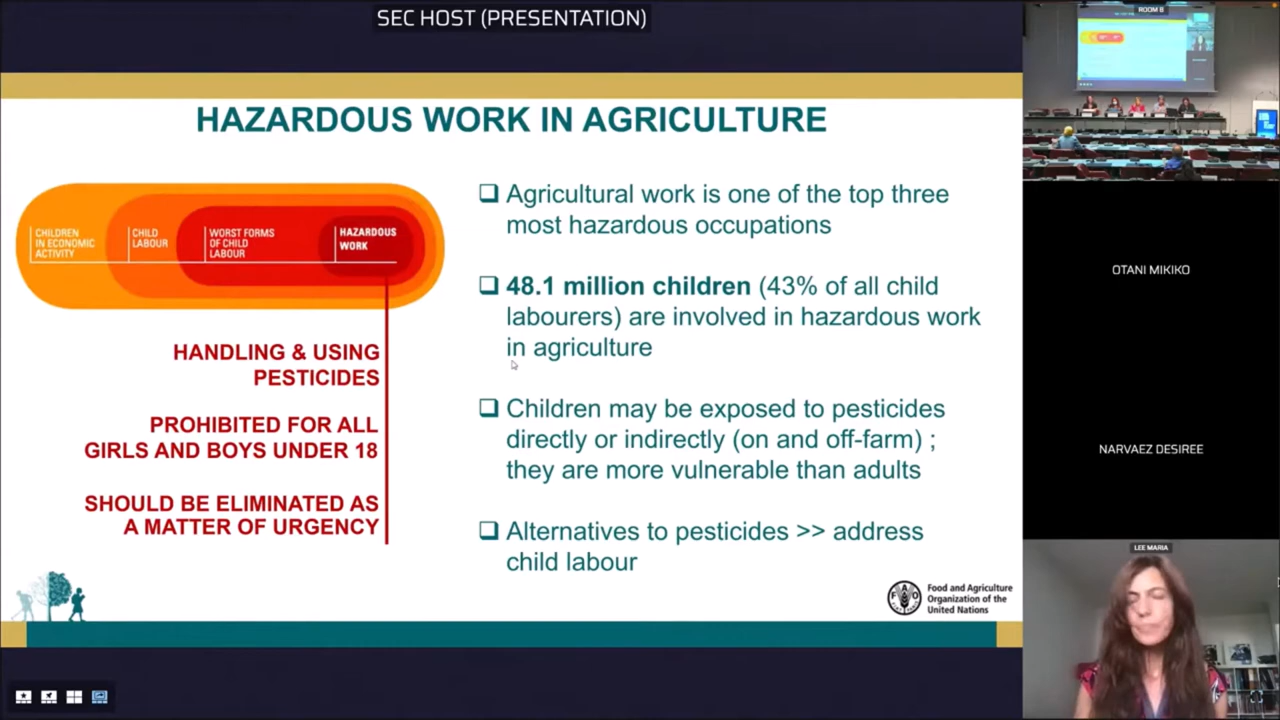 SEC HOST (PRESENTATION)
HAZARDOUS WORK IN AGRICULTURE
CHILDREN
IN ECONOMIC
ACTIVITY
CHILD
LABOUR
WORST FORMS
OF CHILD
LABOUR
HAZARDOUS
WORK
HANDLING & USING
PESTICIDES
PROHIBITED FOR ALL
GIRLS AND BOYS UNDER 18
SHOULD BE ELIMINATED AS
A MATTER OF URGENCY
❑ Agricultural work is one of the top three
most hazardous occupations
❑ 48.1 million children (43% of all child
labourers) are involved in hazardous work
in agriculture
❑ Children may be exposed to pesticides
directly or indirectly (on and off-farm) ;
they are more vulnerable than adults
❑ Alternatives to pesticides >> address
child labour
FAO
Food and Agriculture
Organization of the
United Nations
ROOM B
OTANI MIKIKO
NARVAEZ DESIREE
LEE MARIA